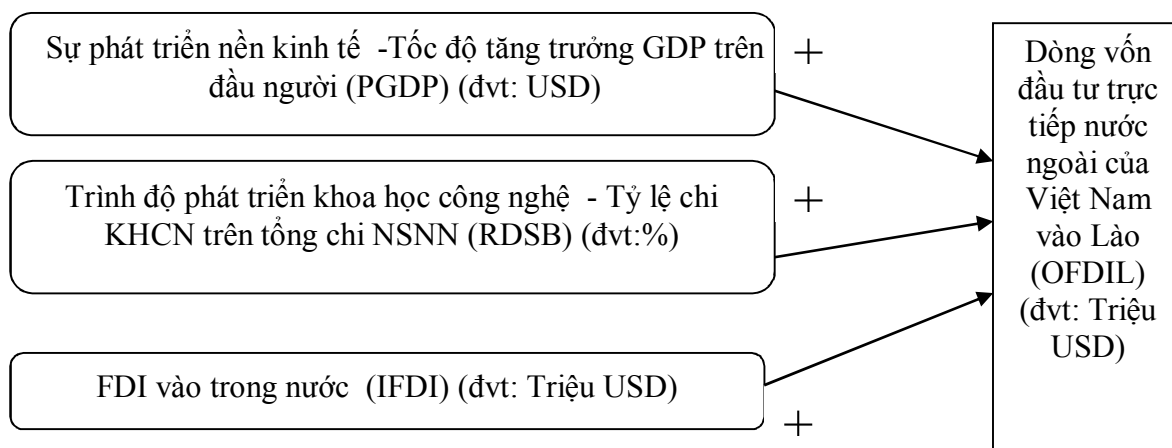 Sự phát triển nền kinh tế -Tốc độ tăng trưởng GDP trên
đầu người (PGDP) (đvt: USD)
+
Trình độ phát triển khoa học công nghệ - Tỷ lệ chi
KHCN trên tổng chi NSNN (RDSB) (đvt:%)
+
FDI vào trong nước (IFDI) (đvt: Triệu USD)
+
Dòng vốn
đầu tư trực
tiếp nước
ngoài của
Việt Nam
vào Lào
(OFDIL)
(đvt: Triệu
USD)